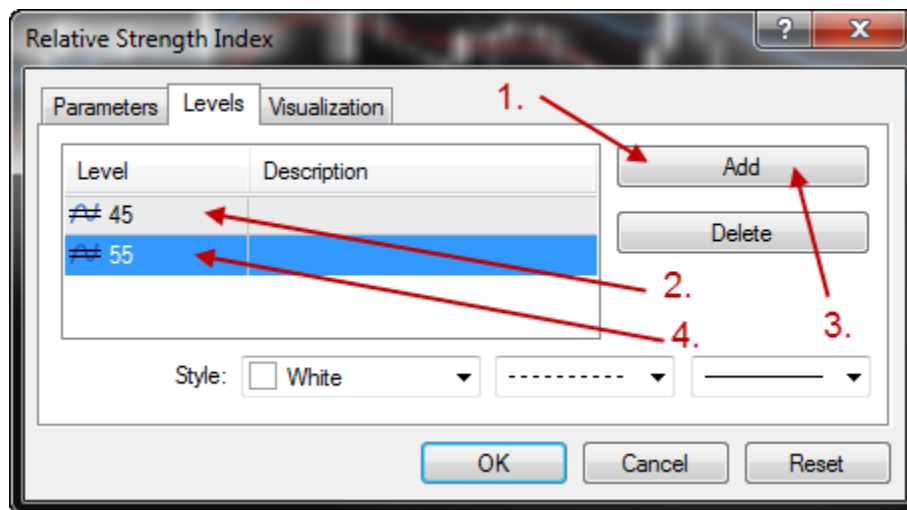 Relative Strength Index
?
x
Parameters Levels Visualization
1.
Level Description
Add
45
Delete
55
2.
3.
4.
Style: White
OK Cancel Reset